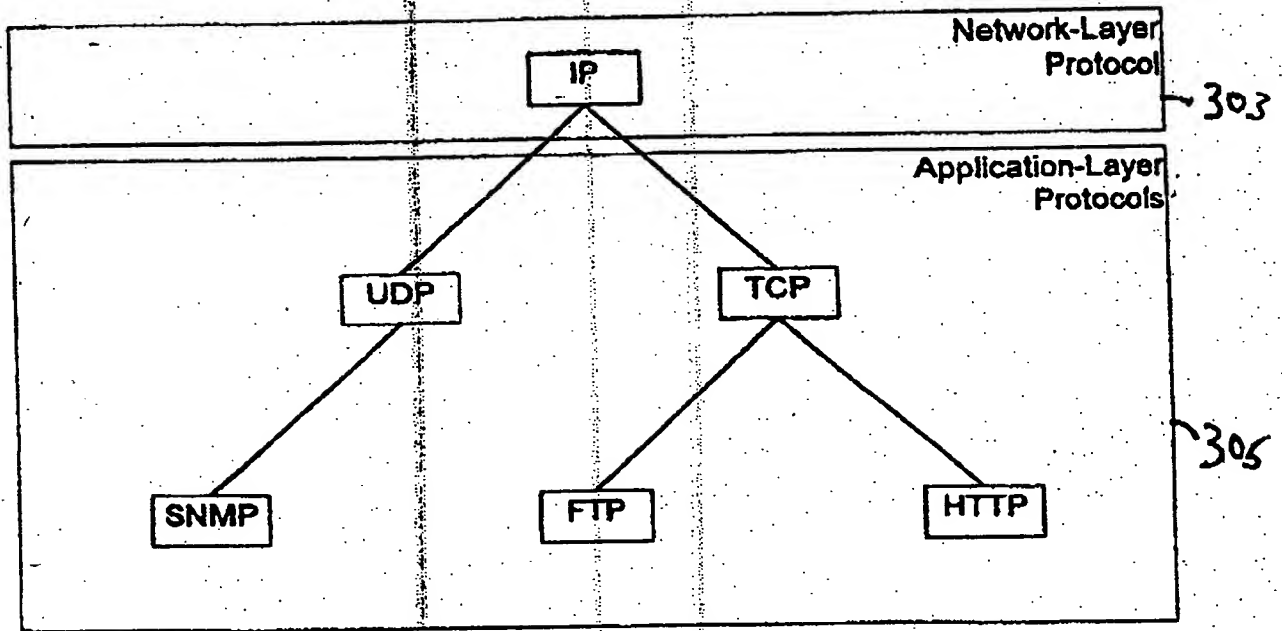 Network-Layer
Protocol
IP
303
Application-Layer
Protocols
UDP
TCP
305
SNMP
FTP
HTTP